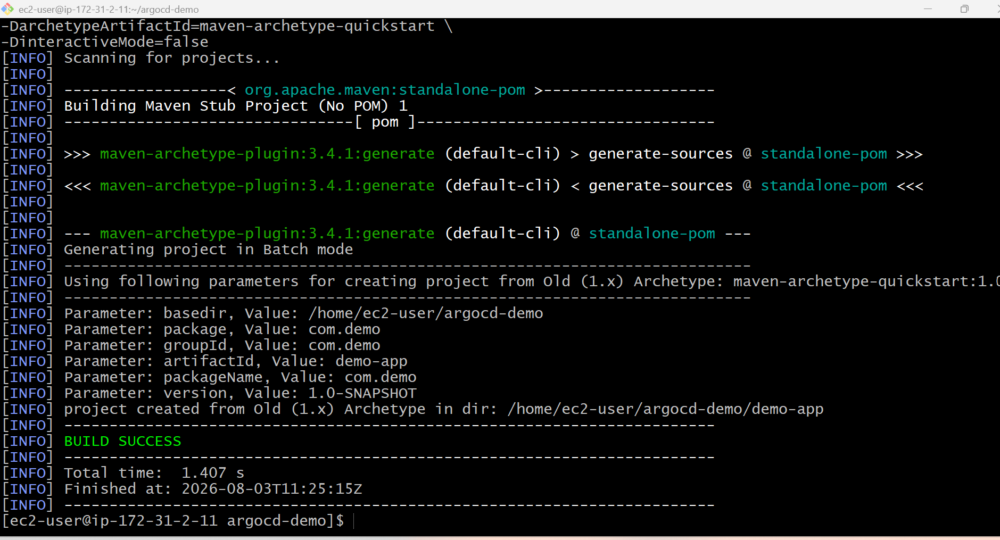 ec2-user@ip-172-31-2-11:~/argocd-demo
-DarchetypeArtifactId=maven-archetype-quickstart \
-DinteractiveMode=false
[INFO] Scanning for projects...
[INFO]
[INFO] ------------------< org.apache.maven:standalone-pom >-------------------
[INFO] Building Maven Stub Project (No POM) 1
[INFO] --------------------------------[ pom ]---------------------------------
[INFO]
[INFO] >>> maven-archetype-plugin:3.4.1:generate (default-cli) > generate-sources @ standalone-pom >>>
[INFO]
[INFO] <<< maven-archetype-plugin:3.4.1:generate (default-cli) < generate-sources @ standalone-pom <<<
[INFO]
[INFO]
[INFO] --- maven-archetype-plugin:3.4.1:generate (default-cli) @ standalone-pom ---
[INFO] Generating project in Batch mode
[INFO] ----------------------------------------------------------------------------
[INFO] Using following parameters for creating project from Old (1.x) Archetype: maven-archetype-quickstart:1.0
[INFO] ----------------------------------------------------------------------------
[INFO] Parameter: basedir, Value: /home/ec2-user/argocd-demo
[INFO] Parameter: package, Value: com.demo
[INFO] Parameter: groupId, Value: com.demo
[INFO] Parameter: artifactId, Value: demo-app
[INFO] Parameter: packageName, Value: com.demo
[INFO] Parameter: version, Value: 1.0-SNAPSHOT
[INFO] project created from Old (1.x) Archetype in dir: /home/ec2-user/argocd-demo/demo-app
[INFO] ------------------------------------------------------------------------
[INFO] BUILD SUCCESS
[INFO] ------------------------------------------------------------------------
[INFO] Total time:  1.407 s
[INFO] Finished at: 2026-08-03T11:25:15Z
[INFO] ------------------------------------------------------------------------
[ec2-user@ip-172-31-2-11 argocd-demo]$